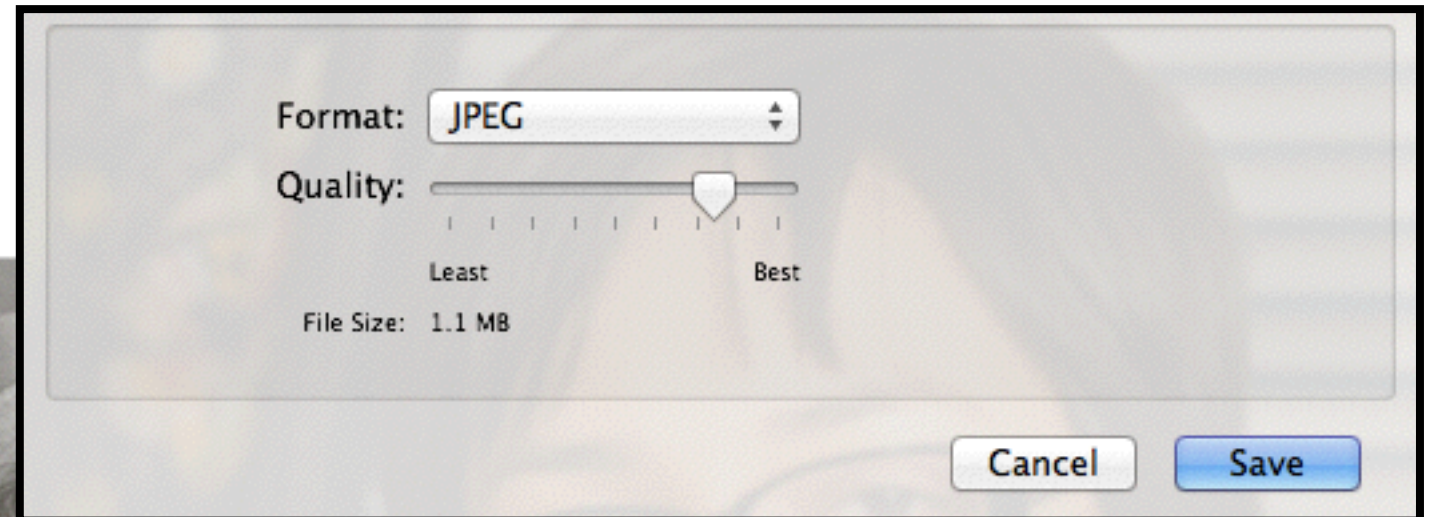 Format: JPEG
Quality:
Least Best
File Size: 1.1 MB
Cancel Save